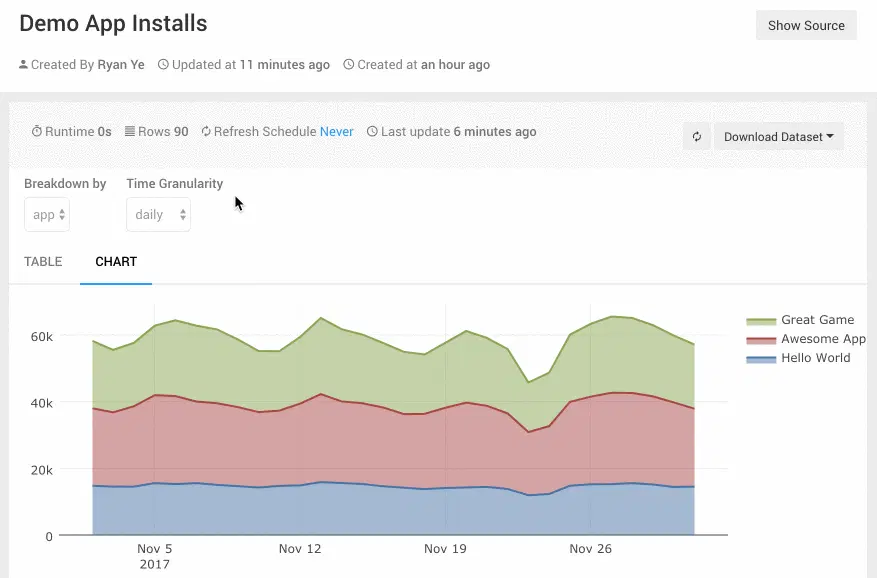 Demo App Installs
Show Source
Created By Ryan Ye Updated at 11 minutes ago Created at an hour ago
Runtime 0s Rows 90 Refresh Schedule Never Last update 6 minutes ago
Download Dataset
Breakdown by Time Granularity
app daily
TABLE CHART
Great Game
Awesome App
Hello World
60k
40k
20k
0
Nov 5 Nov 12 Nov 19 Nov 26
2017